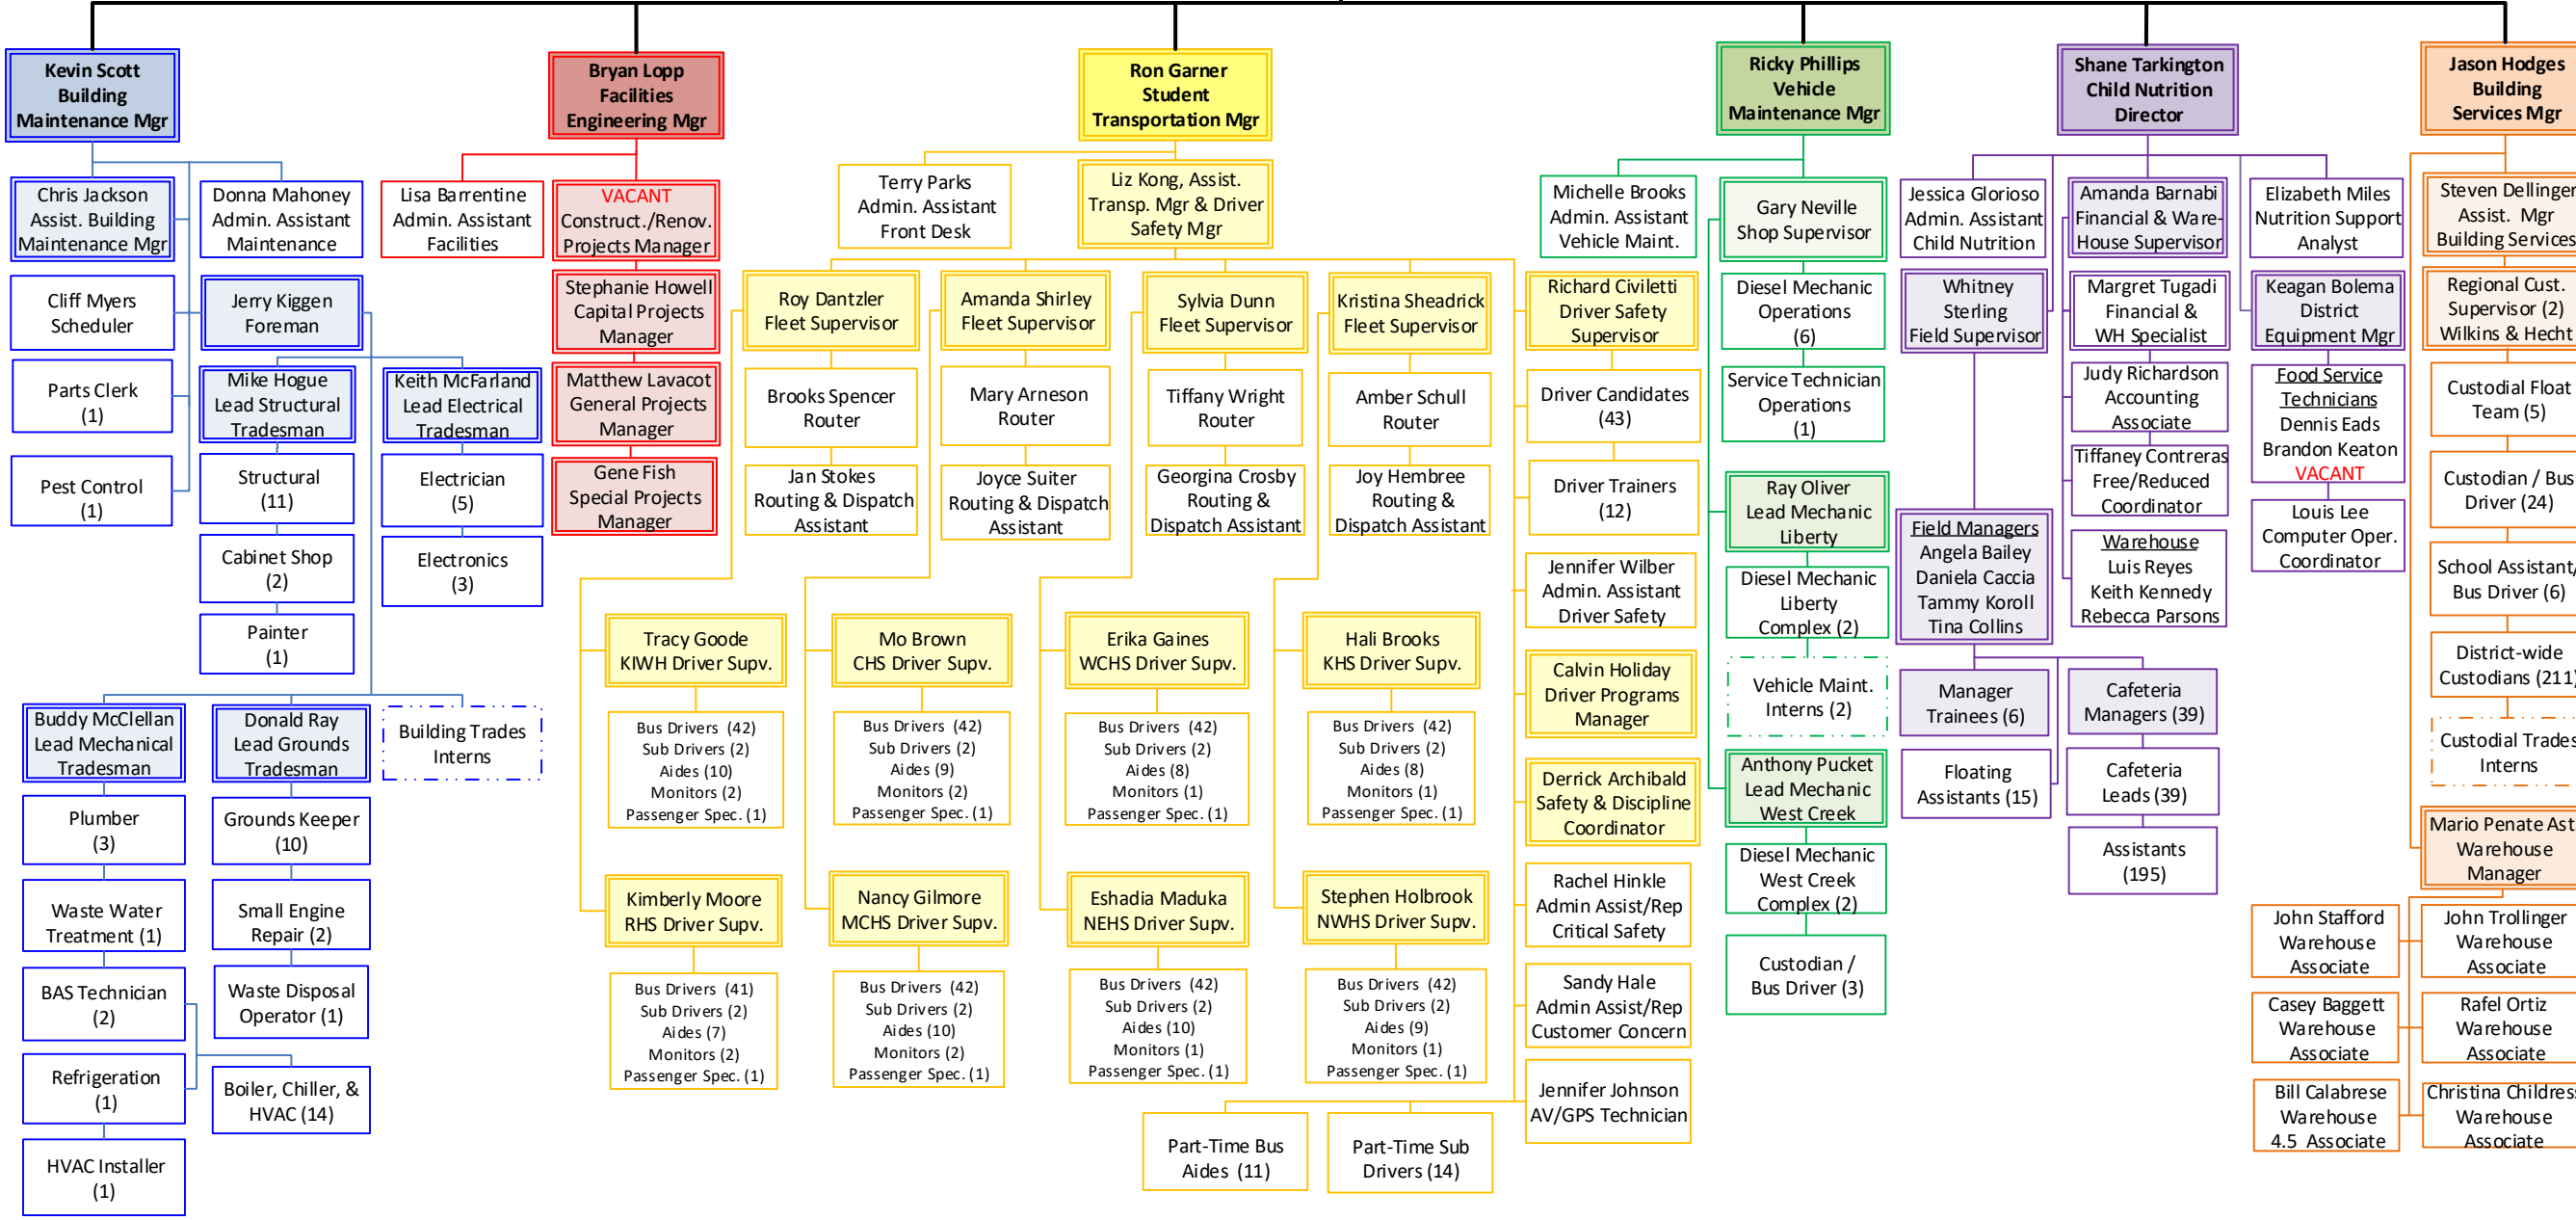 Kevin Scott
Building
Maintenance Mgr
Chris Jackson
Assist. Building
Maintenance Mgr
Donna Mahoney
Admin. Assistant
Maintenance
Cliff Myers
Scheduler
Jerry Kiggen
Foreman
Parts Clerk
(1)
Pest Control
(1)
Mike Hogue
Lead Structural
Tradesman
Structural
(11)
Cabinet Shop
(2)
Painter
(1)
Keith McFarland
Lead Electrical
Tradesman
Electrician
(5)
Electronics
(3)
Buddy McClellan
Lead Mechanical
Tradesman
Plumber
(3)
Waste Water
Treatment (1)
BAS Technician
(2)
Refrigeration
(1)
HVAC Installer
(1)
Donald Ray
Lead Grounds
Tradesman
Grounds Keeper
(10)
Small Engine
Repair (2)
Waste Disposal
Operator (1)
Boiler, Chiller, &
HVAC (14)
Building Trades
Interns
Bryan Lopp
Facilities
Engineering Mgr
Lisa Barrentine
Admin. Assistant
Facilities
VACANT
Construct./Renov.
Projects Manager
Stephanie Howell
Capital Projects
Manager
Matthew Lavacot
General Projects
Manager
Gene Fish
Special Projects
Manager
Ron Garner
Student
Transportation Mgr
Terry Parks
Admin. Assistant
Front Desk
Liz Kong, Assist.
Transp. Mgr & Driver
Safety Mgr
Roy Dantzler
Fleet Supervisor
Brooks Spencer
Router
Jan Stokes
Routing & Dispatch
Assistant
Amanda Shirley
Fleet Supervisor
Mary Arneson
Router
Joyce Suiter
Routing & Dispatch
Assistant
Sylvia Dunn
Fleet Supervisor
Tiffany Wright
Router
Georgina Crosby
Routing &
Dispatch Assistant
Kristina Sheadrick
Fleet Supervisor
Amber Schull
Router
Joy Hembree
Routing &
Dispatch Assistant
Tracy Goode
KIWH Driver Supv.
Bus Drivers (42)
Sub Drivers (2)
Aides (10)
Monitors (2)
Passenger Spec. (1)
Kimberly Moore
RHS Driver Supv.
Bus Drivers (41)
Sub Drivers (2)
Aides (7)
Monitors (2)
Passenger Spec. (1)
Mo Brown
CHS Driver Supv.
Bus Drivers (42)
Sub Drivers (2)
Aides (9)
Monitors (2)
Passenger Spec. (1)
Nancy Gilmore
MCHS Driver Supv.
Bus Drivers (42)
Sub Drivers (2)
Aides (10)
Monitors (2)
Passenger Spec. (1)
Erika Gaines
WCHS Driver Supv.
Bus Drivers (42)
Sub Drivers (2)
Aides (8)
Monitors (1)
Passenger Spec. (1)
Eshadia Maduka
NEHS Driver Supv.
Bus Drivers (42)
Sub Drivers (2)
Aides (10)
Monitors (1)
Passenger Spec. (1)
Hali Brooks
KHS Driver Supv.
Bus Drivers (42)
Sub Drivers (2)
Aides (8)
Monitors (1)
Passenger Spec. (1)
Stephen Holbrook
NWHS Driver Supv.
Bus Drivers (42)
Sub Drivers (2)
Aides (9)
Monitors (1)
Passenger Spec. (1)
Richard Civiletti
Driver Safety
Supervisor
Driver Candidates
(43)
Driver Trainers
(12)
Jennifer Wilber
Admin. Assistant
Driver Safety
Calvin Holiday
Driver Programs
Manager
Derrick Archibald
Safety & Discipline
Coordinator
Rachel Hinkle
Admin Assist/Rep
Critical Safety
Sandy Hale
Admin Assist/Rep
Customer Concern
Jennifer Johnson
AV/GPS Technician
Part-Time Bus
Aides (11)
Part-Time Sub
Drivers (14)
Ricky Phillips
Vehicle
Maintenance Mgr
Michelle Brooks
Admin. Assistant
Vehicle Maint.
Gary Neville
Shop Supervisor
Diesel Mechanic
Operations
(6)
Service Technician
Operations
(1)
Ray Oliver
Lead Mechanic
Liberty
Diesel Mechanic
Liberty
Complex (2)
Vehicle Maint.
Interns (2)
Anthony Pucket
Lead Mechanic
West Creek
Diesel Mechanic
West Creek
Complex (2)
Custodian /
Bus Driver (3)
Shane Tarkington
Child Nutrition
Director
Jessica Glorioso
Admin. Assistant
Child Nutrition
Amanda Barnabi
Financial & Ware-
House Supervisor
Elizabeth Miles
Nutrition Support
Analyst
Whitney
Sterling
Field Supervisor
Margret Tugadi
Financial &
WH Specialist
Judy Richardson
Accounting
Associate
Tiffaney Contreras
Free/Reduced
Coordinator
Warehouse
Luis Reyes
Keith Kennedy
Rebecca Parsons
Keagan Bolema
District
Equipment Mgr
Food Service
Technicians
Dennis Eads
Brandon Keaton
VACANT
Louis Lee
Computer Oper.
Coordinator
Field Managers
Angela Bailey
Daniela Caccia
Tammy Koroll
Tina Collins
Manager
Trainees (6)
Floating
Assistants (15)
Cafeteria
Managers (39)
Cafeteria
Leads (39)
Assistants
(195)
Jason Hodges
Building
Services Mgr
Steven Dellinger
Assist. Mgr
Building Services
Regional Cust.
Supervisor (2)
Wilkins & Hecht
Custodial Float
Team (5)
Custodian / Bus
Driver (24)
School Assistant/
Bus Driver (6)
District-wide
Custodians (211)
Custodial Trades
Interns
Mario Penate Ast.
Warehouse
Manager
John Stafford
Warehouse
Associate
John Trollinger
Warehouse
Associate
Casey Baggett
Warehouse
Associate
Rafel Ortiz
Warehouse
Associate
Bill Calabrese
Warehouse
4.5 Associate
Christina Childress
Warehouse
Associate